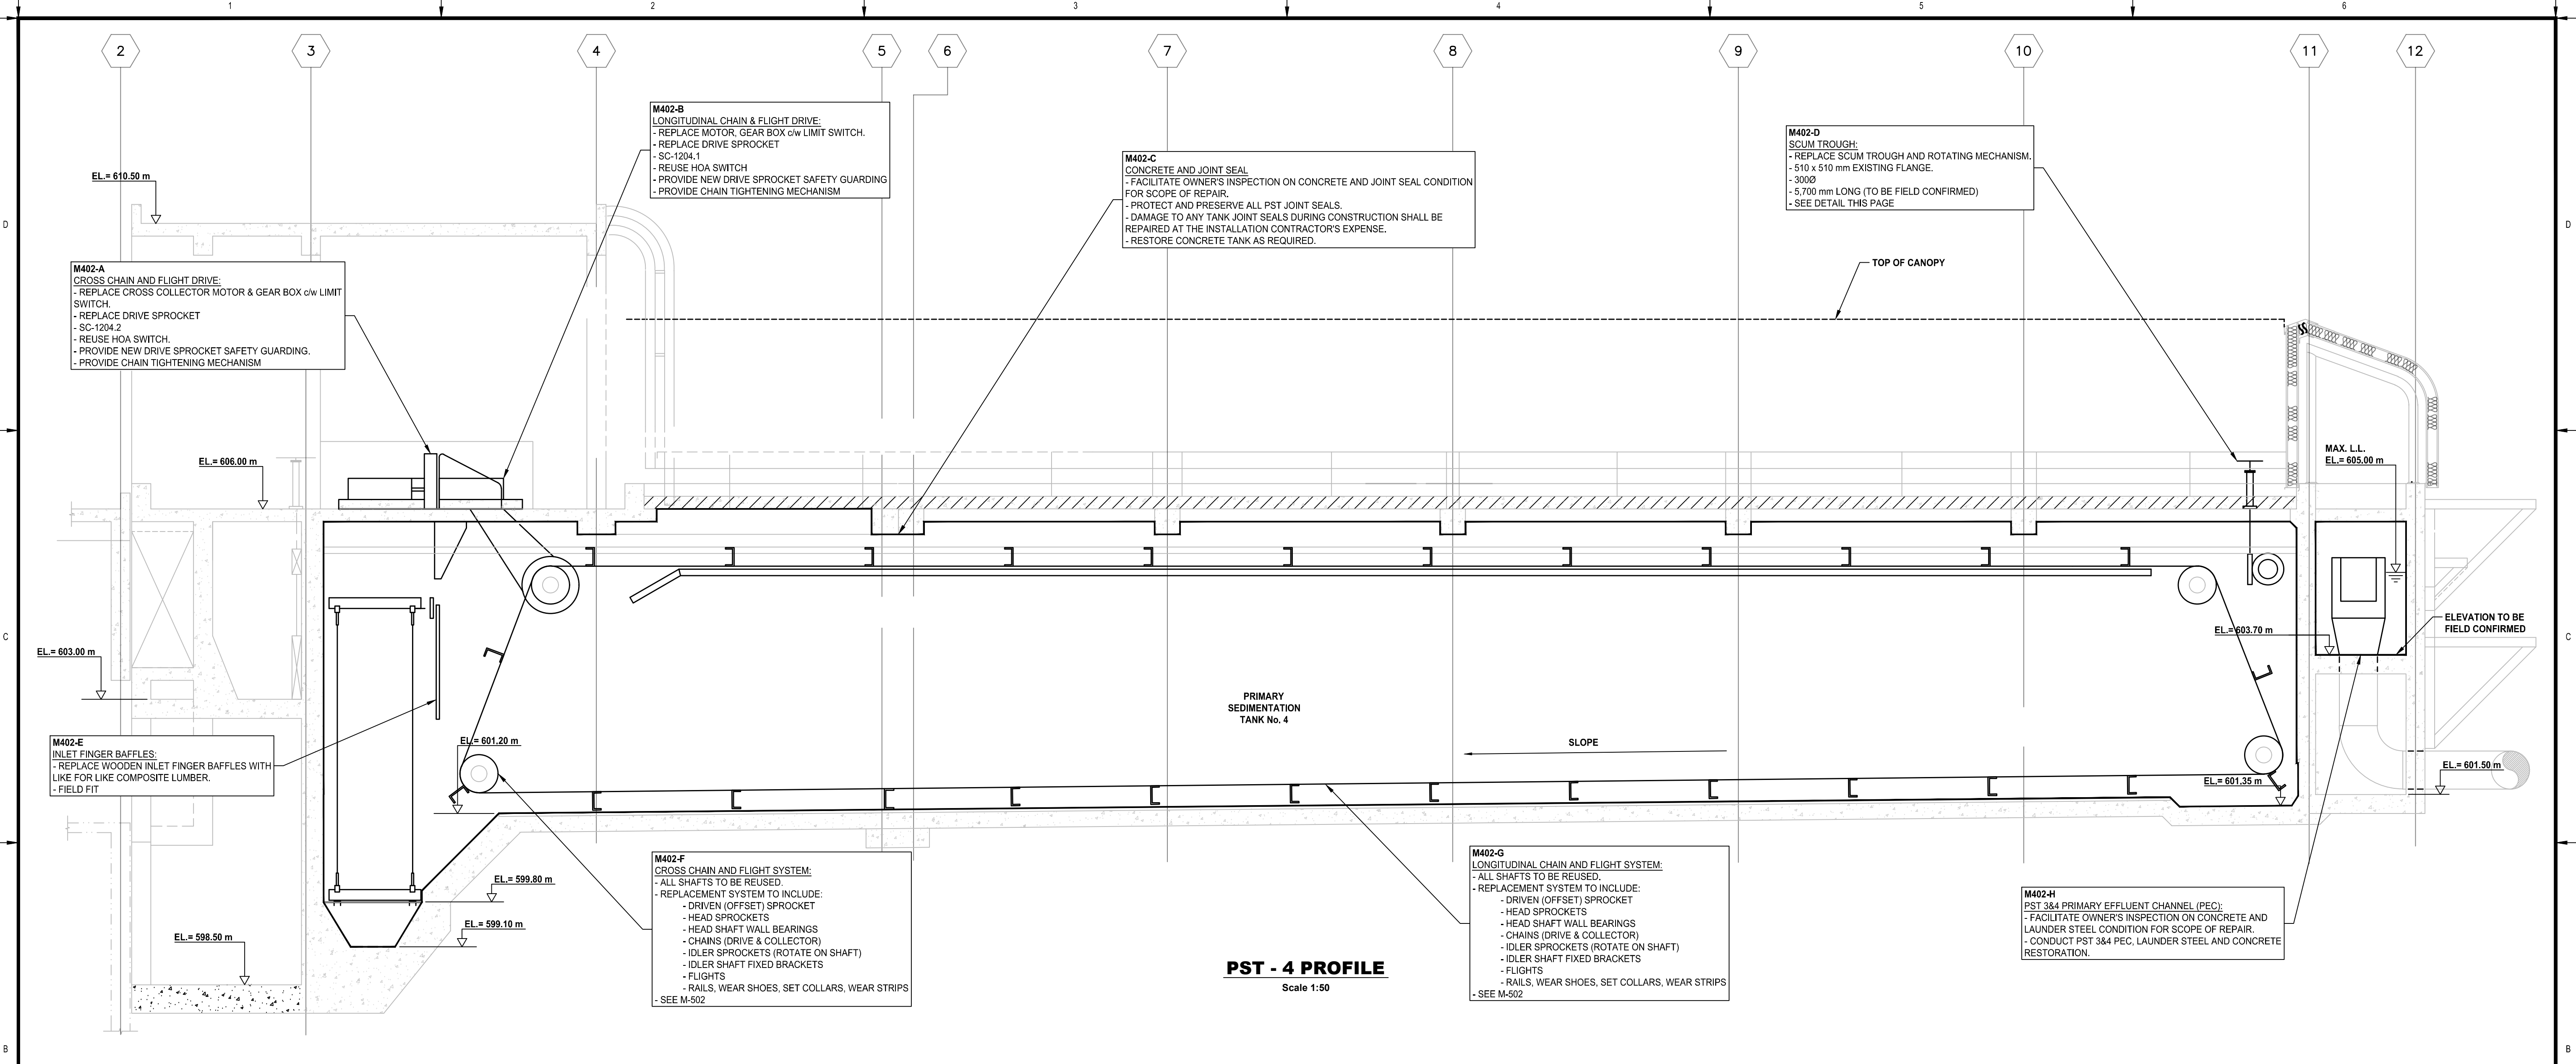 1
2
3
4
5
6
2
3
4
5
6
7
8
9
10
11
12
D
D
C
C
B
B
M402-B
LONGITUDINAL CHAIN & FLIGHT DRIVE:
- REPLACE MOTOR, GEAR BOX c/w LIMIT SWITCH.
- REPLACE DRIVE SPROCKET
- SC-1204.1
- REUSE HOA SWITCH
- PROVIDE NEW DRIVE SPROCKET SAFETY GUARDING
- PROVIDE CHAIN TIGHTENING MECHANISM
M402-C
CONCRETE AND JOINT SEAL
- FACILITATE OWNER'S INSPECTION ON CONCRETE AND JOINT SEAL CONDITION
FOR SCOPE OF REPAIR.
- PROTECT AND PRESERVE ALL PST JOINT SEALS.
- DAMAGE TO ANY TANK JOINT SEALS DURING CONSTRUCTION SHALL BE
REPAIRED AT THE INSTALLATION CONTRACTOR'S EXPENSE.
- RESTORE CONCRETE TANK AS REQUIRED.
M402-D
SCUM TROUGH:
- REPLACE SCUM TROUGH AND ROTATING MECHANISM.
- 510 x 510 mm EXISTING FLANGE.
- 300Ø
- 5,700 mm LONG (TO BE FIELD CONFIRMED)
- SEE DETAIL THIS PAGE
EL.= 610.50 m
M402-A
CROSS CHAIN AND FLIGHT DRIVE:
- REPLACE CROSS COLLECTOR MOTOR & GEAR BOX c/w LIMIT
SWITCH.
- REPLACE DRIVE SPROCKET
- SC-1204.2
- REUSE HOA SWITCH.
- PROVIDE NEW DRIVE SPROCKET SAFETY GUARDING.
- PROVIDE CHAIN TIGHTENING MECHANISM
TOP OF CANOPY
EL.= 606.00 m
MAX. L.L.
EL.= 605.00 m
ELEVATION TO BE
FIELD CONFIRMED
EL.= 603.70 m
EL.= 603.00 m
PRIMARY
SEDIMENTATION
TANK No. 4
SLOPE
M402-E
INLET FINGER BAFFLES:
- REPLACE WOODEN INLET FINGER BAFFLES WITH
LIKE FOR LIKE COMPOSITE LUMBER.
- FIELD FIT
EL.= 601.20 m
EL.= 601.35 m
EL.= 601.50 m
EL.= 599.80 m
EL.= 599.10 m
EL.= 598.50 m
M402-F
CROSS CHAIN AND FLIGHT SYSTEM:
- ALL SHAFTS TO BE REUSED.
- REPLACEMENT SYSTEM TO INCLUDE:
- DRIVEN (OFFSET) SPROCKET
- HEAD SPROCKETS
- HEAD SHAFT WALL BEARINGS
- CHAINS (DRIVE & COLLECTOR)
- IDLER SPROCKETS (ROTATE ON SHAFT)
- IDLER SHAFT FIXED BRACKETS
- FLIGHTS
- RAILS, WEAR SHOES, SET COLLARS, WEAR STRIPS
- SEE M-502
M402-G
LONGITUDINAL CHAIN AND FLIGHT SYSTEM:
- ALL SHAFTS TO BE REUSED.
- REPLACEMENT SYSTEM TO INCLUDE:
- DRIVEN (OFFSET) SPROCKET
- HEAD SPROCKETS
- HEAD SHAFT WALL BEARINGS
- CHAINS (DRIVE & COLLECTOR)
- IDLER SPROCKETS (ROTATE ON SHAFT)
- IDLER SHAFT FIXED BRACKETS
- FLIGHTS
- RAILS, WEAR SHOES, SET COLLARS, WEAR STRIPS
- SEE M-502
M402-H
PST 3&4 PRIMARY EFFLUENT CHANNEL (PEC):
- FACILITATE OWNER'S INSPECTION ON CONCRETE AND
LAUNDER STEEL CONDITION FOR SCOPE OF REPAIR.
- CONDUCT PST 3&4 PEC, LAUNDER STEEL AND CONCRETE
RESTORATION.
PST - 4 PROFILE
Scale 1:50